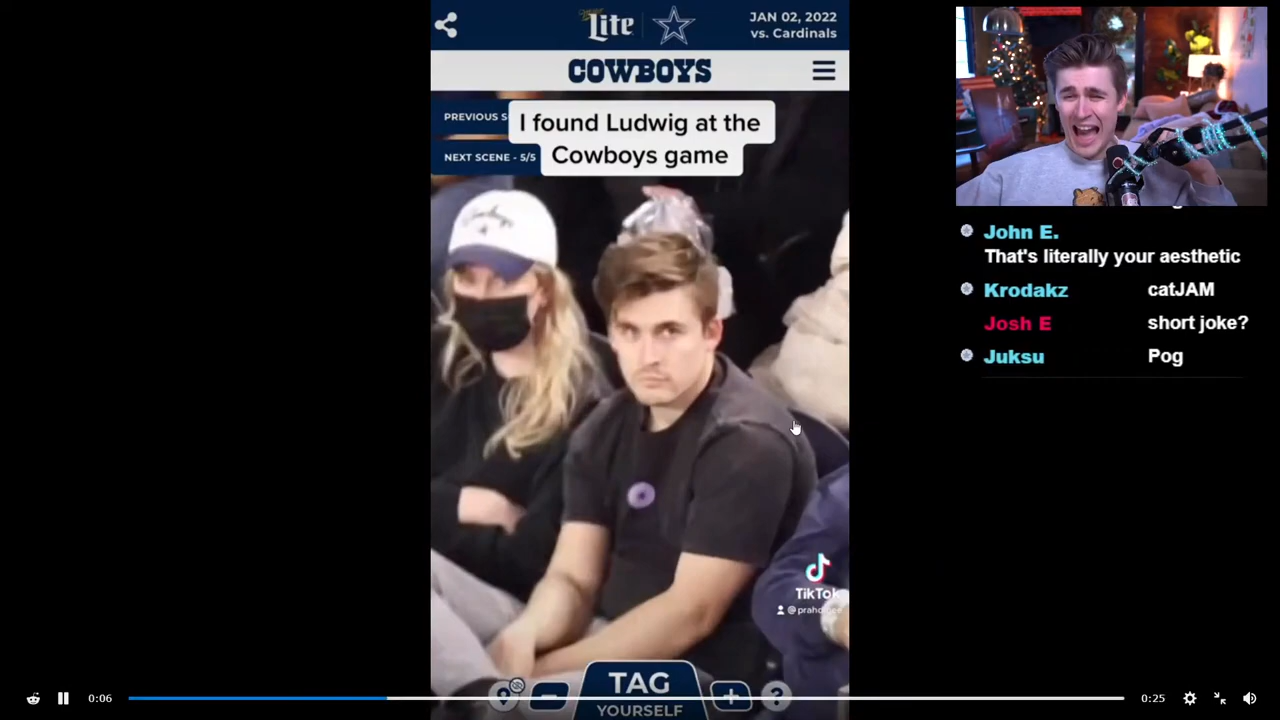 Miller Lite
JAN 02, 2022
vs. Cardinals
COWBOYS
PREVIOUS S
NEXT SCENE - 5/5
I found Ludwig at the
Cowboys game
TikTok
TAG
YOURSELF
?
0:06
0:25
John E.
That's literally your aesthetic
Krodakz catJAM
Josh E short joke?
Juksu Pog